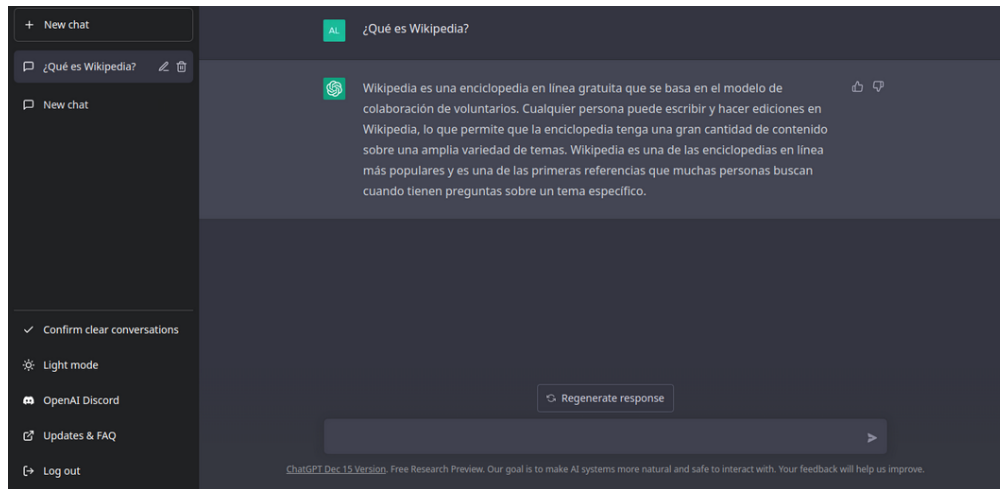 New chat
¿Qué es Wikipedia?
New chat
Confirm clear conversations
Light mode
OpenAI Discord
Updates & FAQ
Log out
AL
¿Qué es Wikipedia?
Wikipedia es una enciclopedia en línea gratuita que se basa en el modelo de
colaboración de voluntarios. Cualquier persona puede escribir y hacer ediciones en
Wikipedia, lo que permite que la enciclopedia tenga una gran cantidad de contenido
sobre una amplia variedad de temas. Wikipedia es una de las enciclopedias en línea
más populares y es una de las primeras referencias que muchas personas buscan
cuando tienen preguntas sobre un tema específico.
Regenerate response
ChatGPT Dec 15 Version. Free Research Preview. Our goal is to make AI systems more natural and safe to interact with. Your feedback will help us improve.